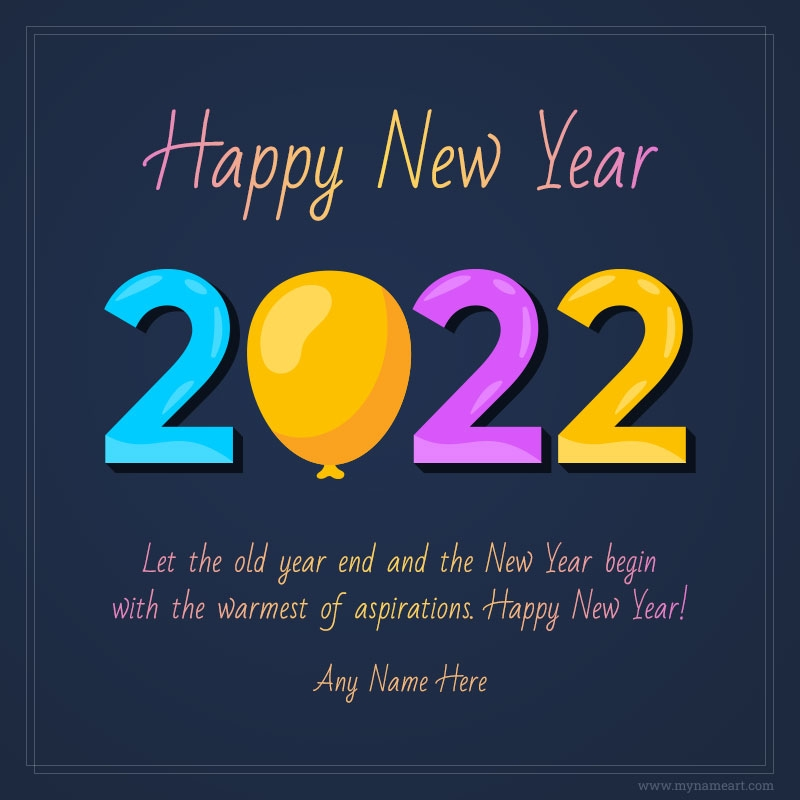 Happy New Year
2022
Let the old year end and the New Year begin
with the warmest of aspirations. Happy New Year!
Any Name Here
www.mynameart.com